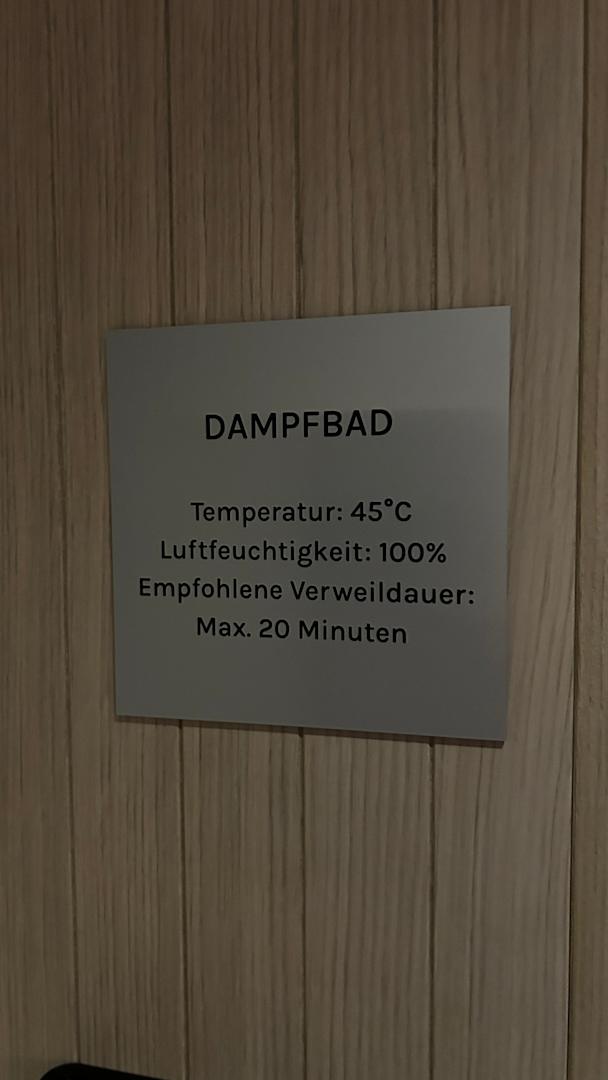 DAMPFBAD
Temperatur: 45°C
Luftfeuchtigkeit: 100%
Empfohlene Verweildauer:
Max. 20 Minuten